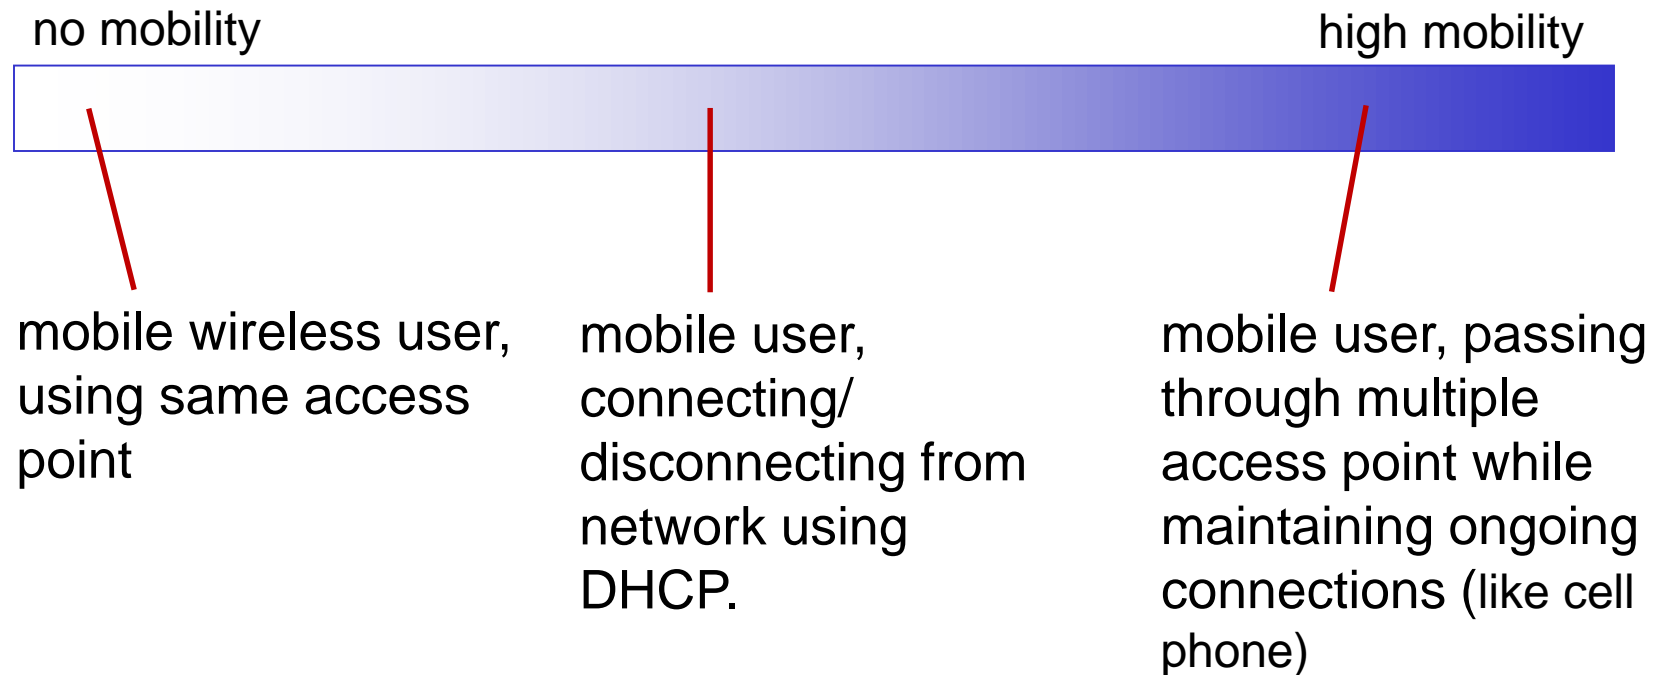 no mobility
high mobility
mobile wireless user,
using same access
point
mobile user,
connecting/
disconnecting from
network using
DHCP.
mobile user, passing
through multiple
access point while
maintaining ongoing
connections (like cell
phone)